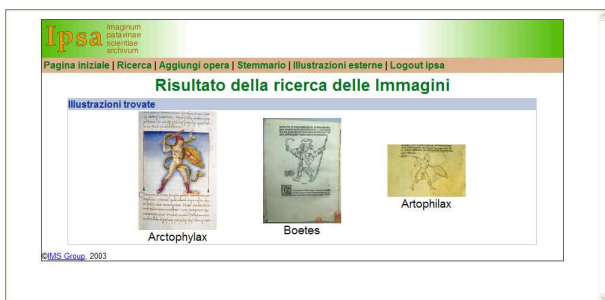 Ipsa
Imaginum
patavinae
scientiae
archivum
Pagina iniziale | Ricerca | Aggiungi opera | Stemmario | Illustrazioni esterne | Logout ipsa
Risultato della ricerca delle Immagini
Illustrazioni trovate
Arctophylax
Boetes
Artophilax
©IMS Group, 2003